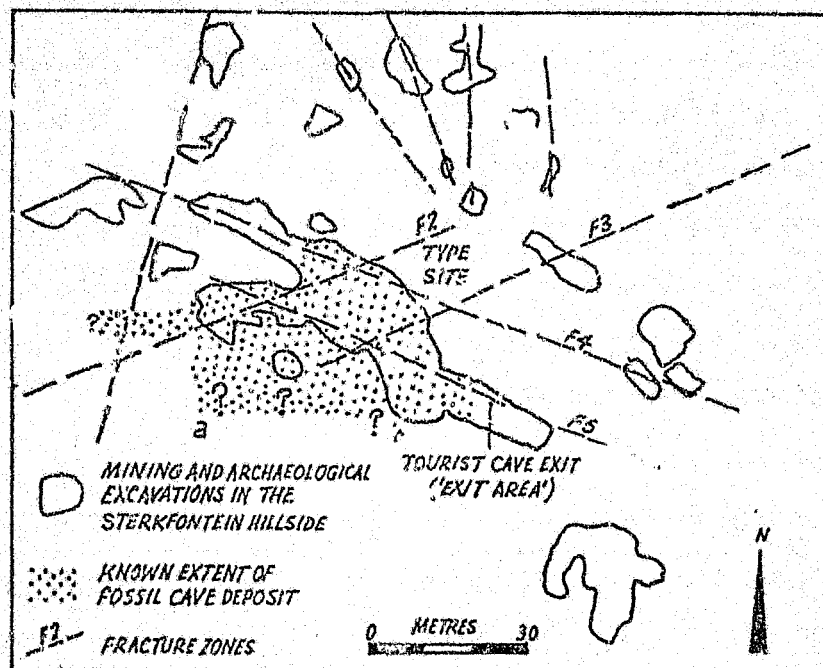 F2
TYPE
SITE
F3
F4
F5
?
?
?
?
a
TOURIST CAVE EXIT
('EXIT AREA')
MINING AND ARCHAEOLOGICAL
EXCAVATIONS IN THE
STERKFONTEIN HILLSIDE
KNOWN EXTENT OF
FOSSIL CAVE DEPOSIT
FRACTURE ZONES
0 METRES 30
N